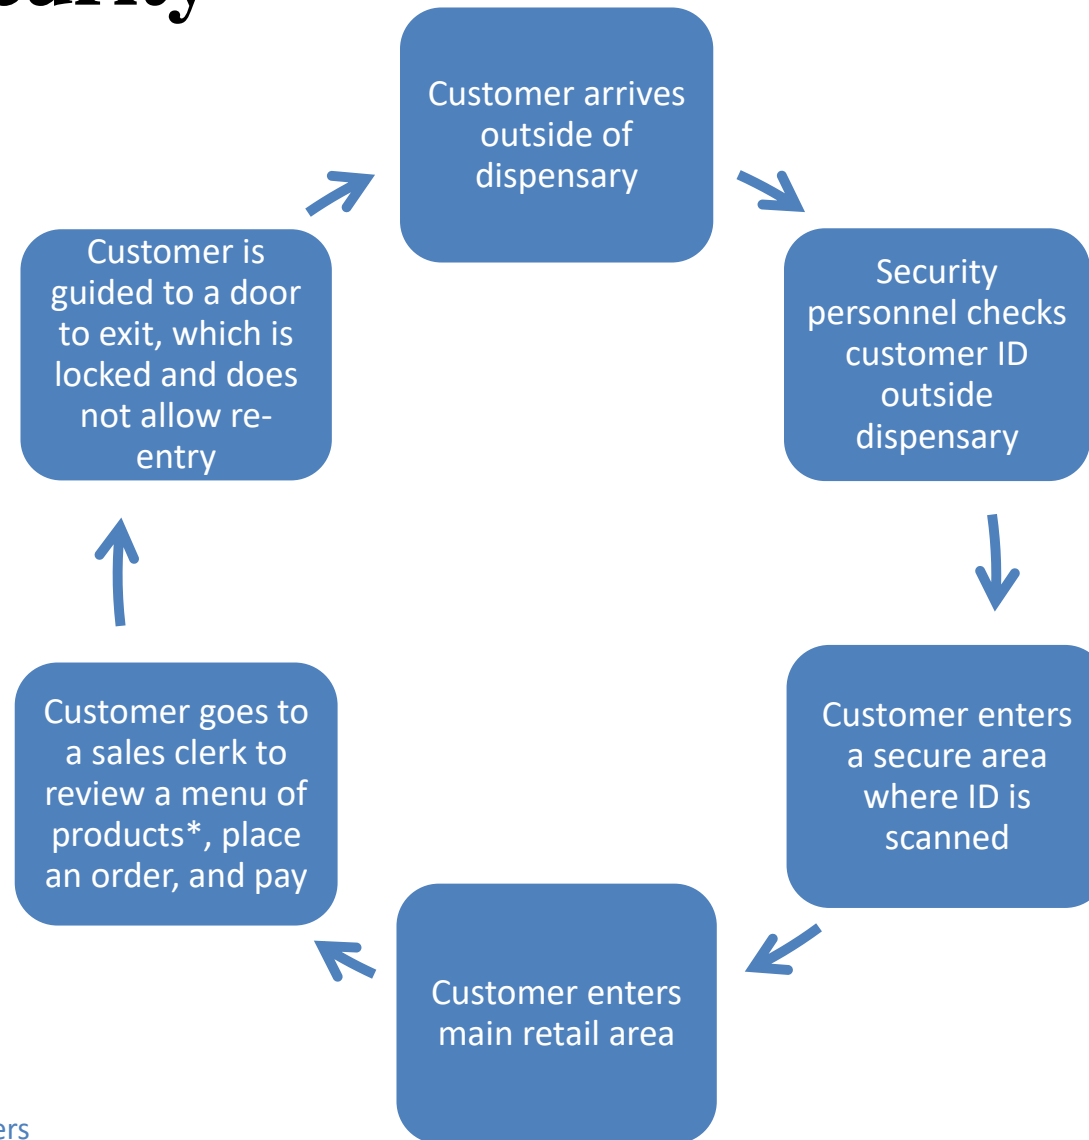 Customer arrives
outside of
dispensary
Security
personnel checks
customer ID
outside
dispensary
Customer enters
a secure area
where ID is
scanned
Customer enters
main retail area
Customer goes to
a sales clerk to
review a menu of
products*, place
an order, and pay
Customer is
guided to a door
to exit, which is
locked and does
not allow re-
entry